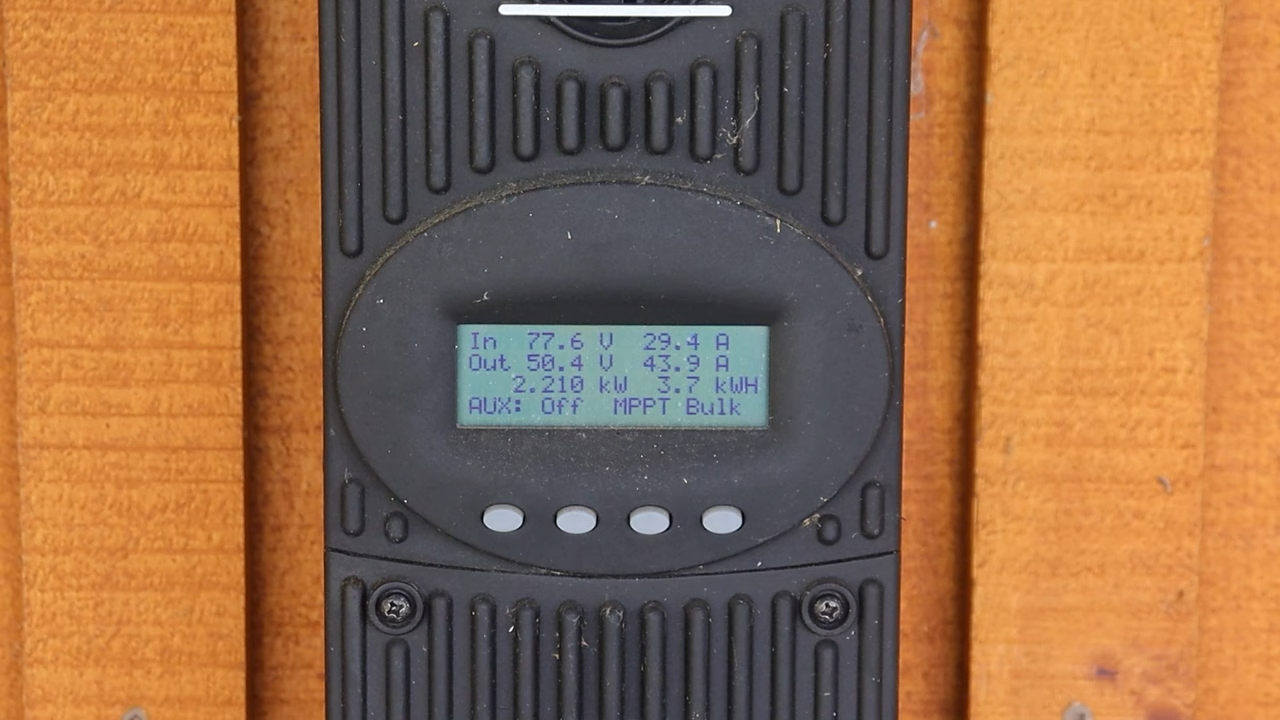 In 77.6 V 29.4 A
Out 50.4 V 43.9 A
2.210 kW 3.7 kWH
AUX: Off MPPT Bulk